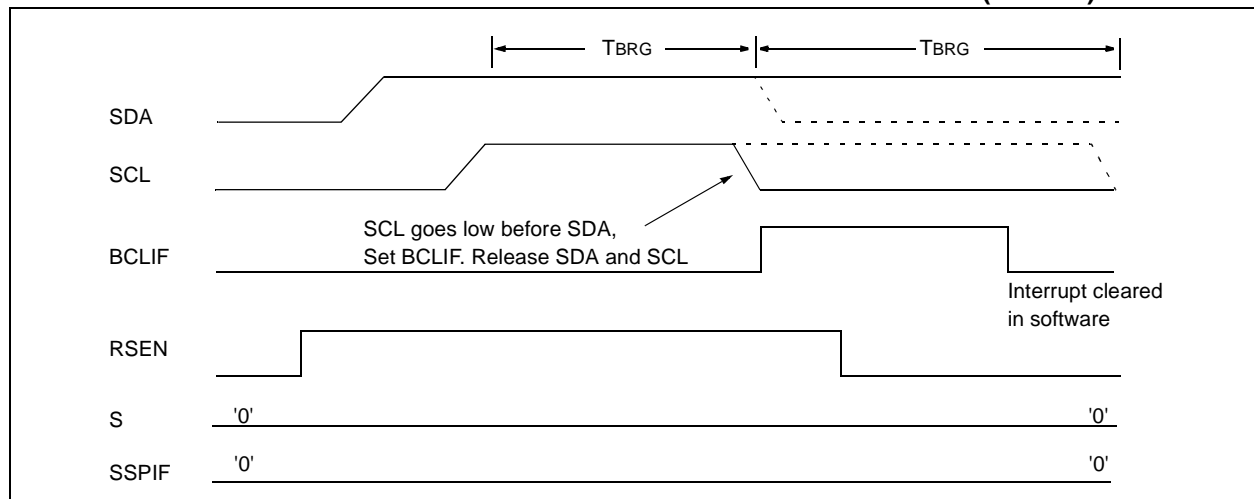 TBRG TBRG
SDA
SCL
SCL goes low before SDA,
Set BCLIF. Release SDA and SCL
BCLIF
Interrupt cleared
in software
RSEN
S '0' '0'
SSPIF '0' '0'